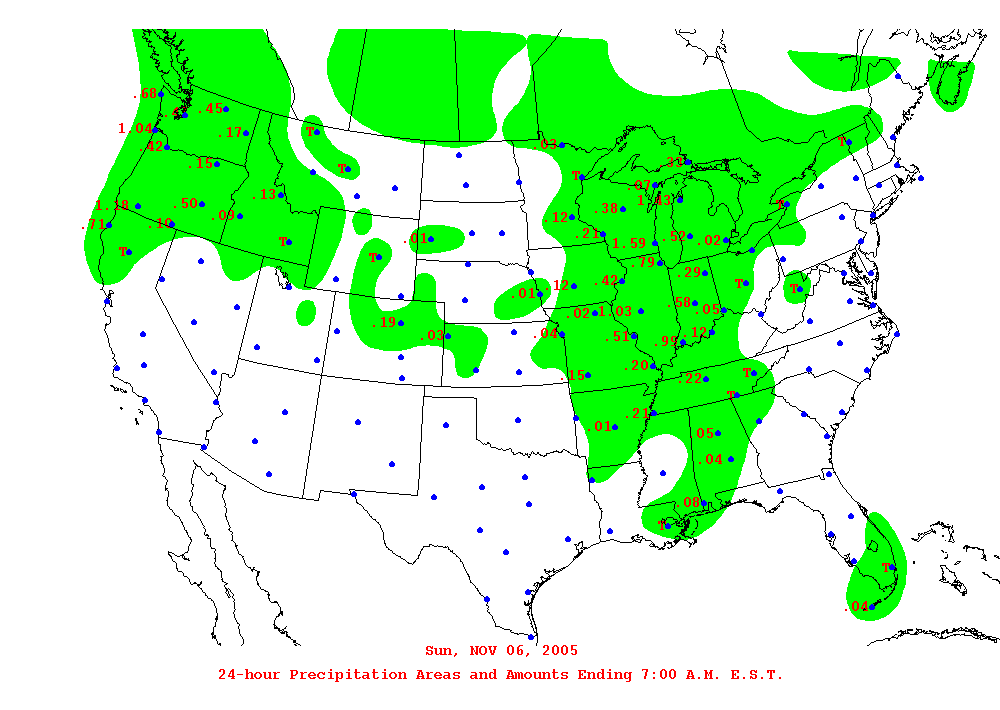 .68
.45
1.04
.17
.42
.03
T
T
.15
T
.31
T
.07
.13
1.43
1.18
.50
.38
T
.09
.12
.71
.10
.21
.52
.01
1.59
.02
T
T
T
.79
.29
.42
T
T
.12
.01
.58
.02
1.03
.05
.19
.03
.04
.51
.12
.99
.20
T
.15
.22
T
.21
.01
.05
.04
.08
T
T
.04
Sun, NOV 06, 2005
24-hour Precipitation Areas and Amounts Ending 7:00 A.M. E.S.T.